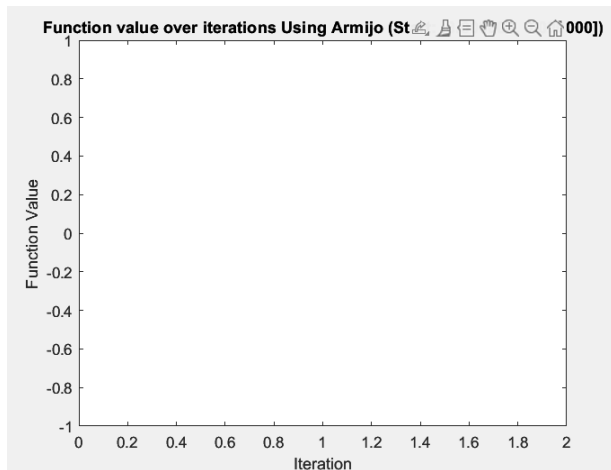 Function value over iterations Using Armijo (St 000])
1
0.8
0.6
0.4
0.2
0
-0.2
-0.4
-0.6
-0.8
-1
0 0.2 0.4 0.6 0.8 1 1.2 1.4 1.6 1.8 2
Function Value
Iteration